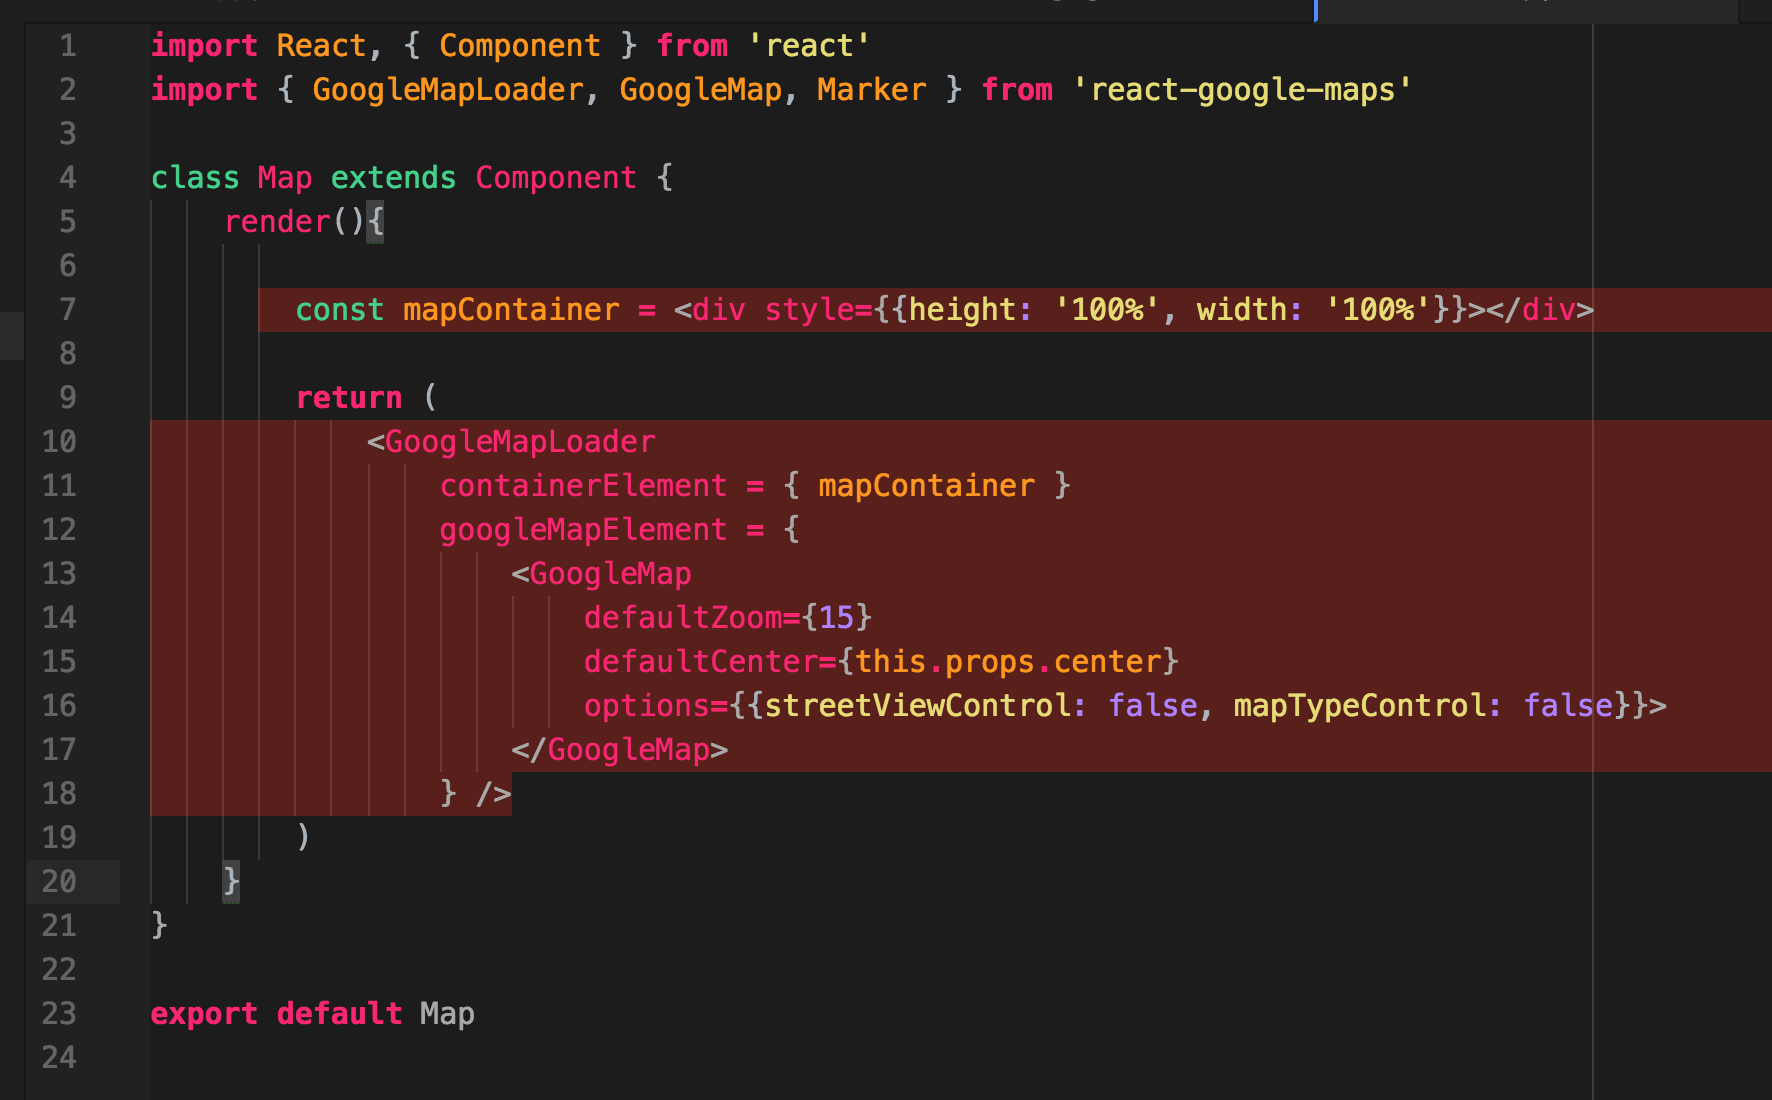 1 import React, { Component } from 'react'
2 import { GoogleMapLoader, GoogleMap, Marker } from 'react-google-maps'
3
4 class Map extends Component {
5 render(){
6
7 const mapContainer = <div style={{height: '100%', width: '100%'}}></div>
8
9 return (
10 <GoogleMapLoader
11 containerElement = { mapContainer }
12 googleMapElement = {
13 <GoogleMap
14 defaultZoom={15}
15 defaultCenter={this.props.center}
16 options={{streetViewControl: false, mapTypeControl: false}}>
17 </GoogleMap>
18 } />
19 )
20 }
21 }
22
23 export default Map
24